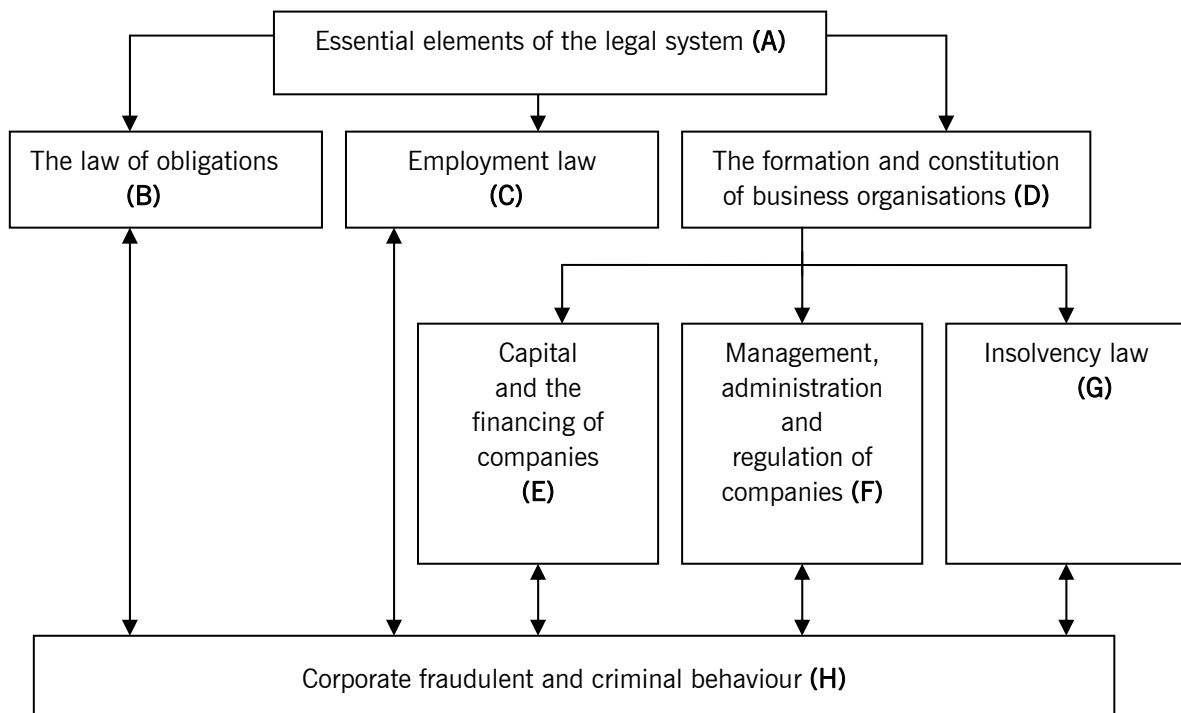 Essential elements of the legal system (A)
The law of obligations
(B)
Employment law
(C)
The formation and constitution
of business organisations (D)
Capital
and the
financing of
companies
(E)
Management,
administration
and
regulation of
companies (F)
Insolvency law
(G)
Corporate fraudulent and criminal behaviour (H)